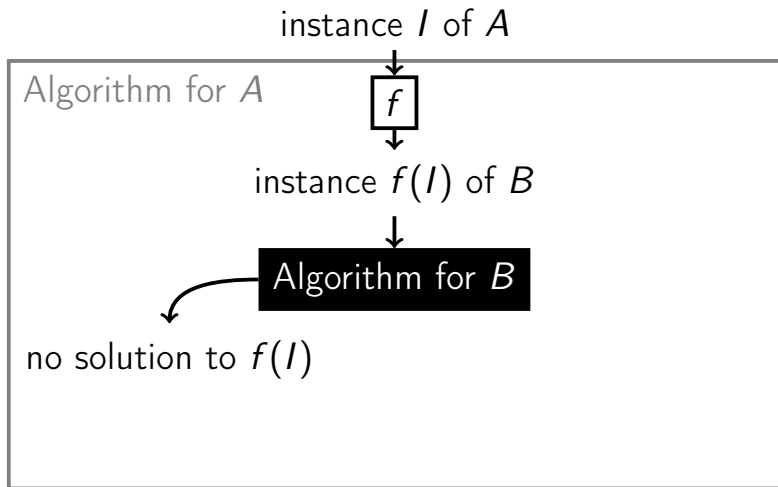 instance I of A
Algorithm for A
f
instance f(I) of B
Algorithm for B
no solution to f(I)